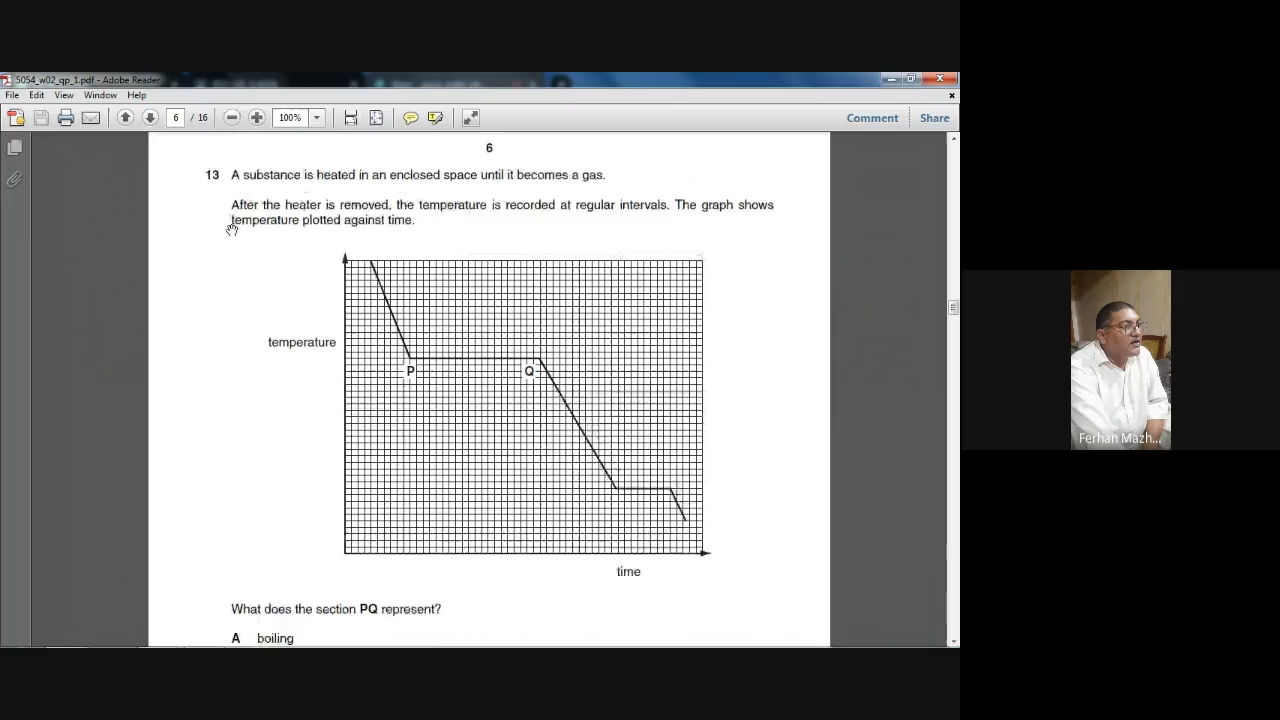 5054_w02_qp_1.pdf - Adobe Reader
File Edit View Window Help
6 / 16 100% Comment Share
6
13 A substance is heated in an enclosed space until it becomes a gas.
After the heater is removed, the temperature is recorded at regular intervals. The graph shows
temperature plotted against time.
temperature
P Q
time
What does the section PQ represent?
A boiling
Ferhan Mazh...